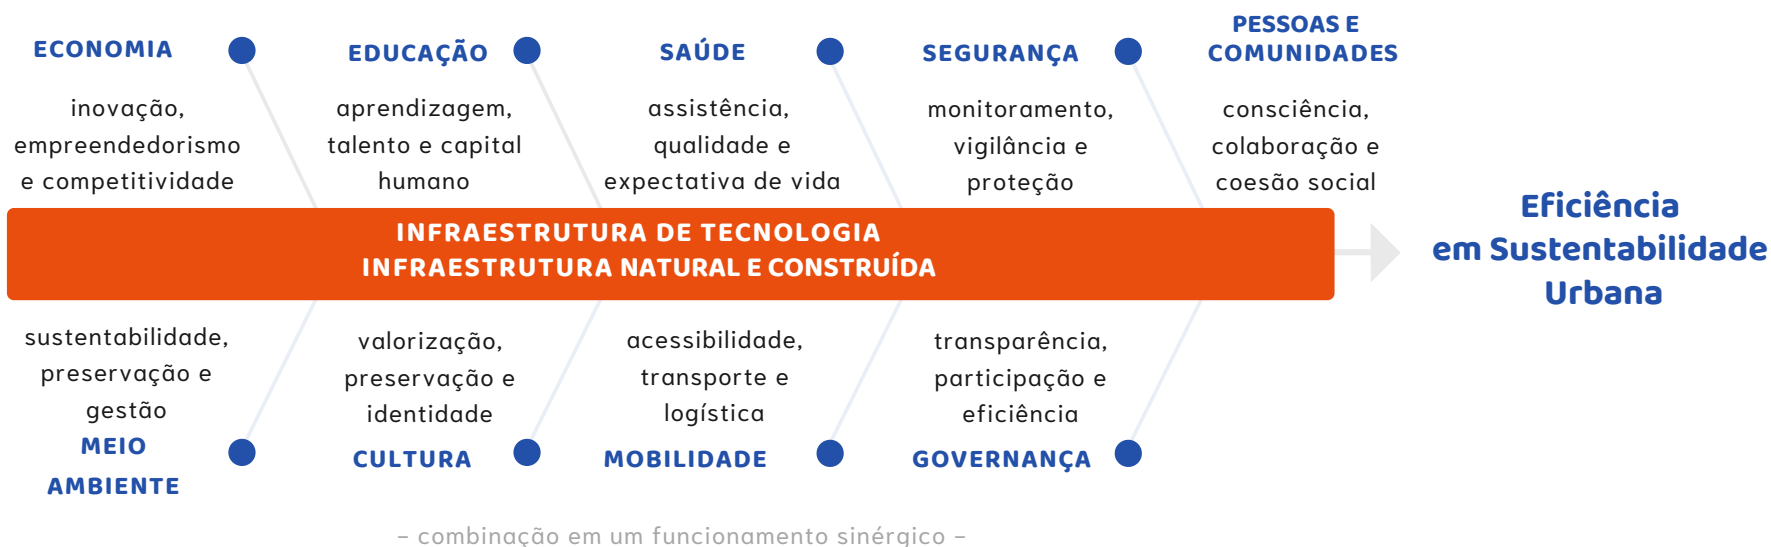 ECONOMIA
inovação,
empreendedorismo
e competitividade
EDUCAÇÃO
aprendizagem,
talento e capital
humano
SAÚDE
assistência,
qualidade e
expectativa de vida
SEGURANÇA
monitoramento,
vigilância e
proteção
PESSOAS E
COMUNIDADES
consciência,
colaboração e
coesão social
INFRAESTRUTURA DE TECNOLOGIA
INFRAESTRUTURA NATURAL E CONSTRUÍDA
Eficiência
em Sustentabilidade
Urbana
sustentabilidade,
preservação e
gestão
MEIO
AMBIENTE
valorização,
preservação e
identidade
CULTURA
acessibilidade,
transporte e
logística
MOBILIDADE
transparência,
participação e
eficiência
GOVERNANÇA
– combinação em um funcionamento sinérgico –